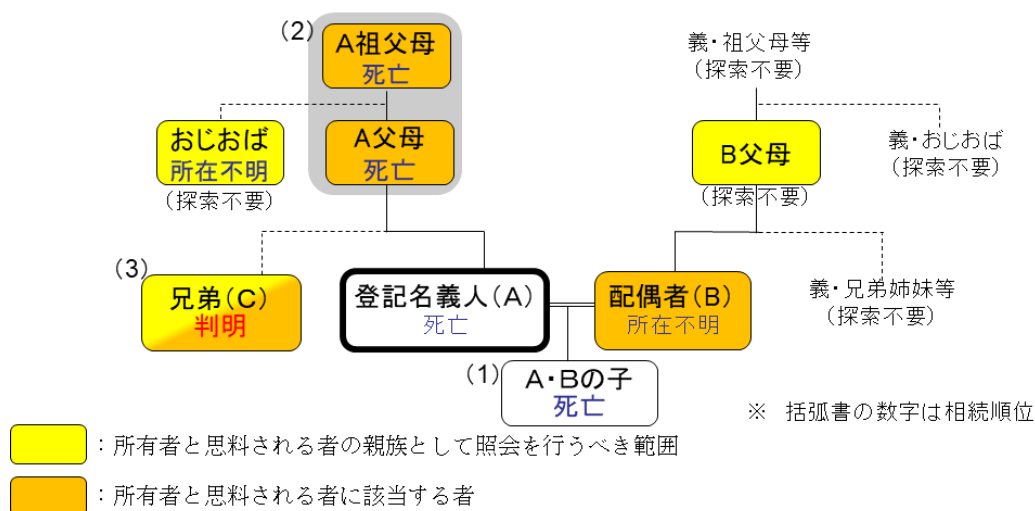 (2)
A祖父母
死亡
義・祖父母等
(探索不要)
おじおば
所在不明
(探索不要)
A父母
死亡
B父母
(探索不要)
義・おじおば
(探索不要)
(3)
兄弟(C)
判明
登記名義人(A)
死亡
配偶者(B)
所在不明
義・兄弟姉妹等
(探索不要)
(1)
A・Bの子
死亡
※ 括弧書の数字は相続順位
:所有者と思料される者の親族として照会を行うべき範囲
:所有者と思料される者に該当する者